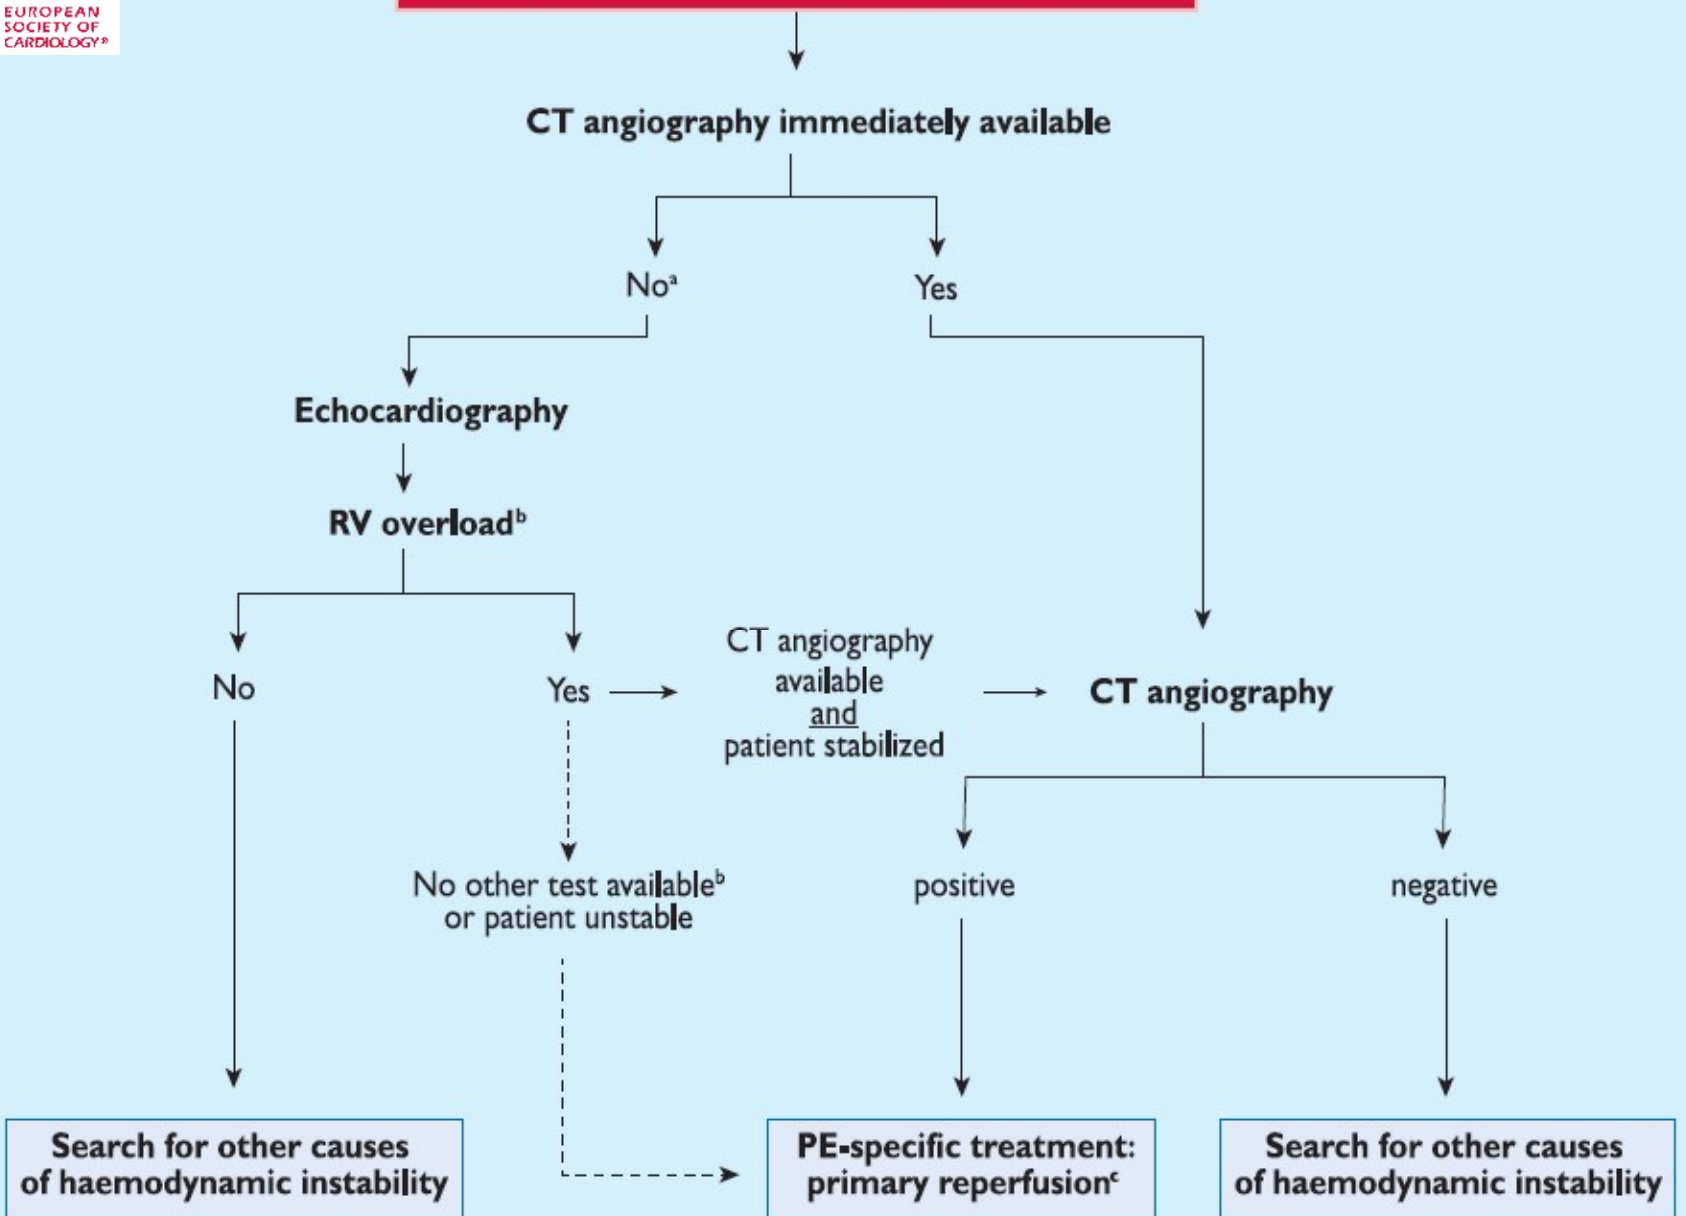 EUROPEAN
SOCIETY OF
CARDIOLOGY®
CT angiography immediately available
Noᵃ
Yes
Echocardiography
RV overloadᵇ
No
Yes
CT angiography
available
and
patient stabilized
CT angiography
No other test availableᵇ
or patient unstable
positive
negative
Search for other causes
of haemodynamic instability
PE-specific treatment:
primary reperfusionᶜ
Search for other causes
of haemodynamic instability